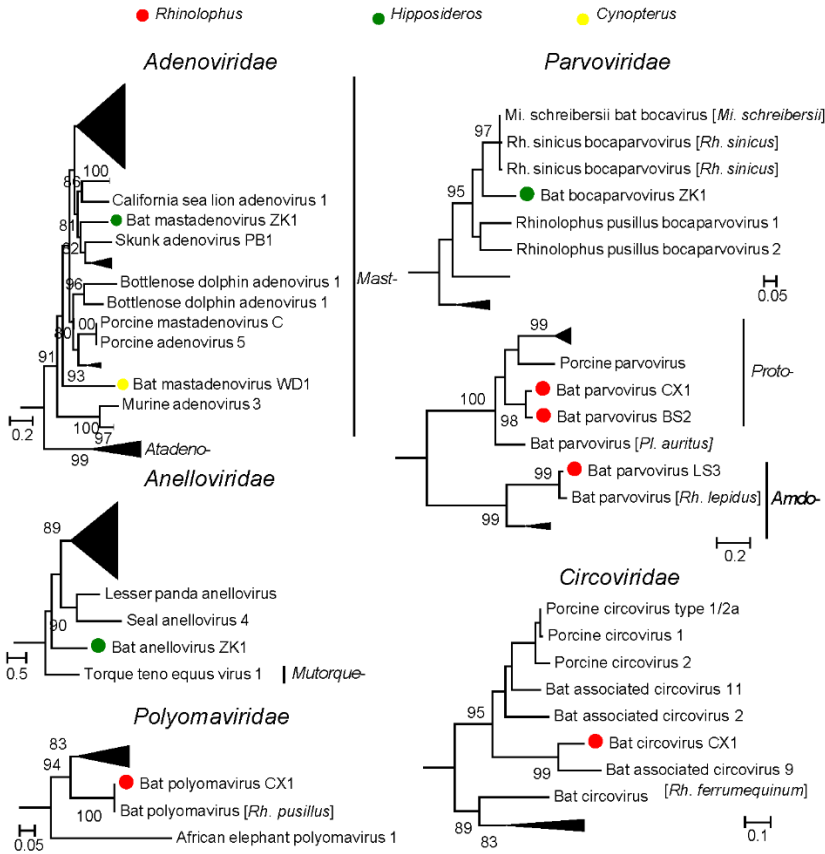 Rhinolophus
Hipposideros
Cynopterus
Adenoviridae
86
100
California sea lion adenovirus 1
81
Bat mastadenovirus ZK1
Skunk adenovirus PB1
96
Bottlenose dolphin adenovirus 1
Bottlenose dolphin adenovirus 1
Mast-
Porcine mastadenovirus C
80
Porcine adenovirus 5
91
93
Bat mastadenovirus WD1
Murine adenovirus 3
0.2
100
97
Atadeno-
99
Anelloviridae
89
Lesser panda anellovirus
Seal anellovirus 4
90
Bat anellovirus ZK1
0.5
Torque teno equus virus 1
Mutorque-
Polyomaviridae
83
94
Bat polyomavirus CX1
100
Bat polyomavirus [Rh. pusillus]
0.05
African elephant polyomavirus 1
Parvoviridae
Mi. schreibersii bat bocavirus [Mi. schreibersii]
97
Rh. sinicus bocaparvovirus [Rh. sinicus]
Rh. sinicus bocaparvovirus [Rh. sinicus]
95
Bat bocaparvovirus ZK1
Rhinolophus pusillus bocaparvovirus 1
Rhinolophus pusillus bocaparvovirus 2
0.05
99
Porcine parvovirus
Proto-
100
Bat parvovirus CX1
98
Bat parvovirus BS2
Bat parvovirus [Pl. auritus]
99
Bat parvovirus LS3
Bat parvovirus [Rh. lepidus]
Amdo-
99
0.2
Circoviridae
Porcine circovirus type 1/2a
Porcine circovirus 1
Porcine circovirus 2
Bat associated circovirus 11
95
Bat associated circovirus 2
Bat circovirus CX1
99
Bat associated circovirus 9
[Rh. ferrumequinum]
Bat circovirus
89
83
0.1